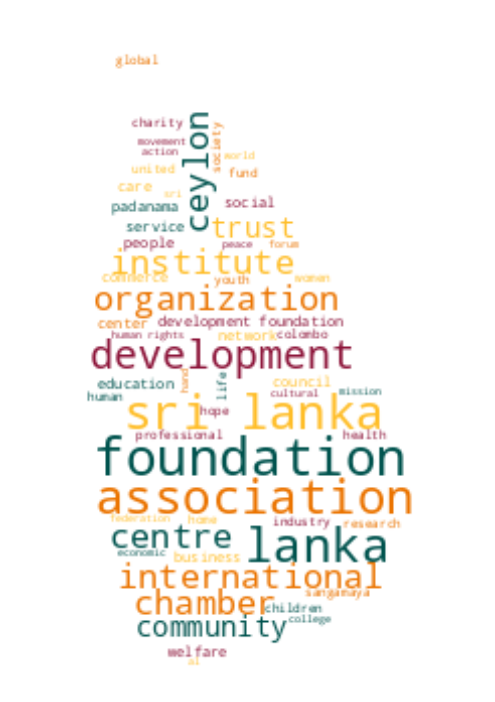 global
charity
ceylon
society
movement
action
world
united
fund
care
sri
padanama
social
service
trust
people
peace
forum
institute
commerce
youth
women
organization
center
development foundation
human rights
network
colombo
development
education
hand
life
council
human
cultural
mission
sri lanka
hope
professional
health
foundation
association
federation
home
industry
research
centre
lanka
economic
business
international
sangamaya
chamber
children
community
college
welfare
al